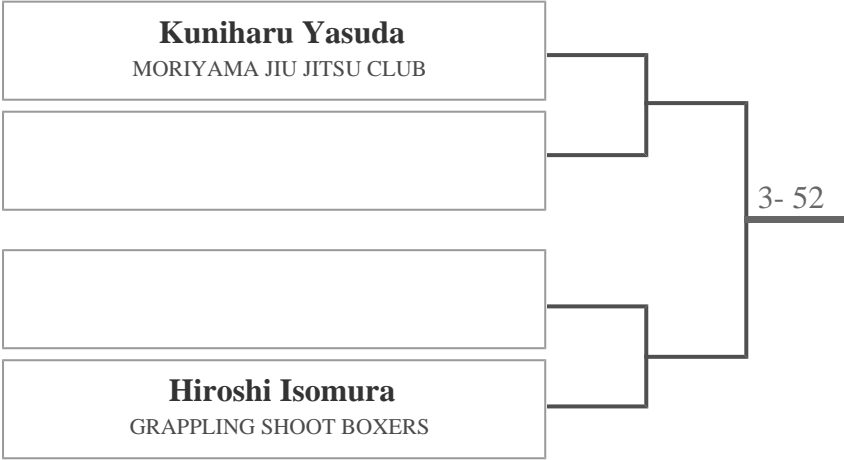 Kuniharu Yasuda
MORIYAMA JIU JITSU CLUB
3- 52
Hiroshi Isomura
GRAPPLING SHOOT BOXERS